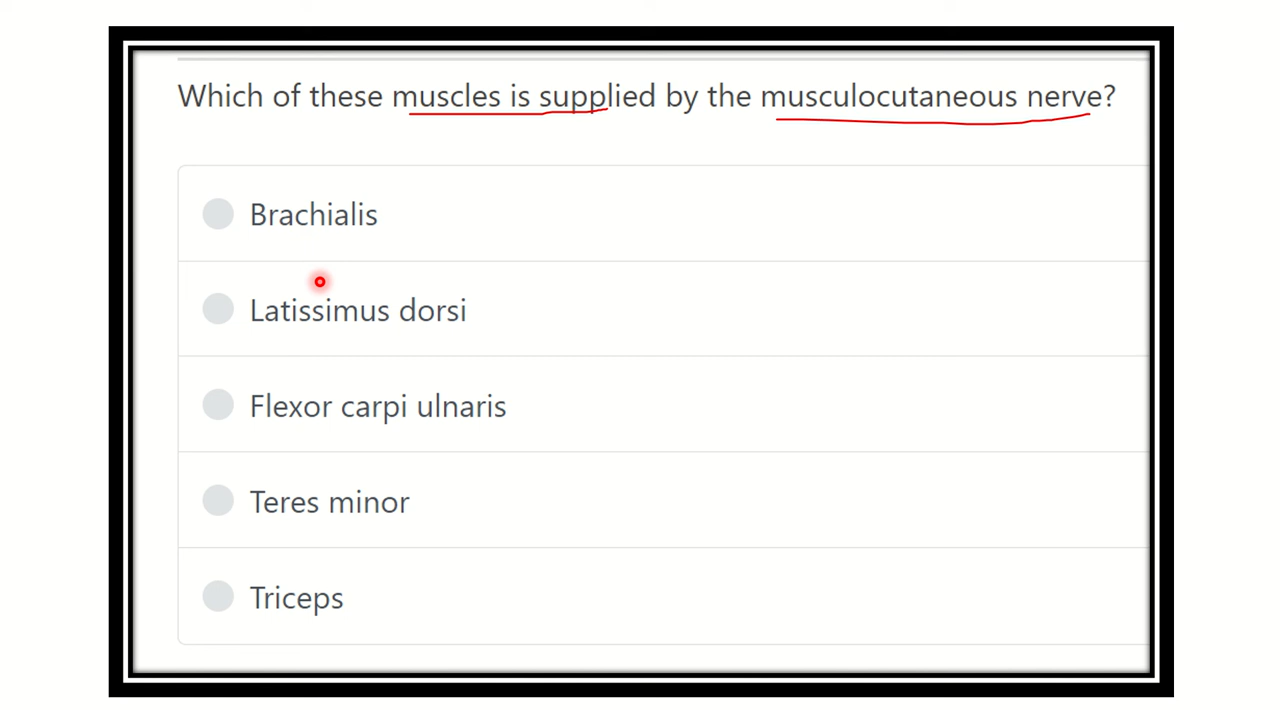 Which of these muscles is supplied by the musculocutaneous nerve?
Brachialis
Latissimus dorsi
Flexor carpi ulnaris
Teres minor
Triceps